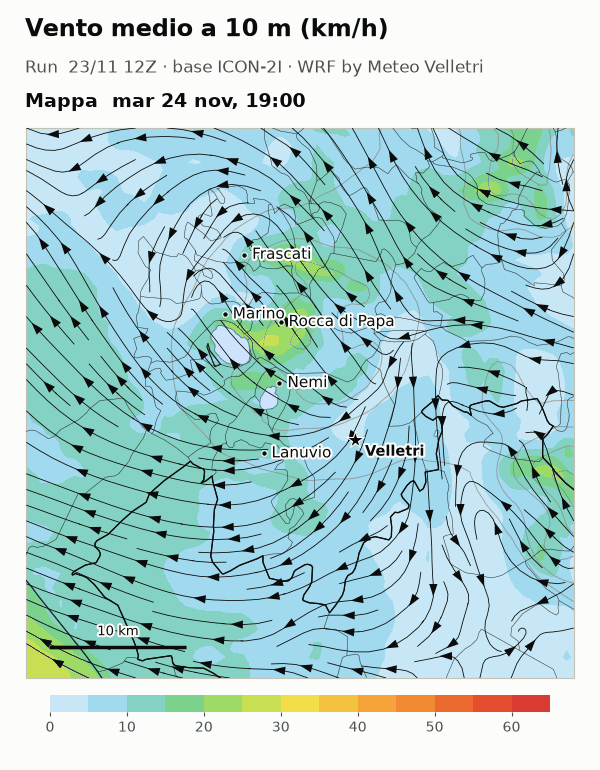 Vento medio a 10 m (km/h)
Run  23/11 12Z · base ICON-2I · WRF by Meteo Velletri
Mappa  mar 24 nov, 19:00
Frascati
Marino
Rocca di Papa
Nemi
Velletri
Lanuvio
10 km
0 10 20 30 40 50 60